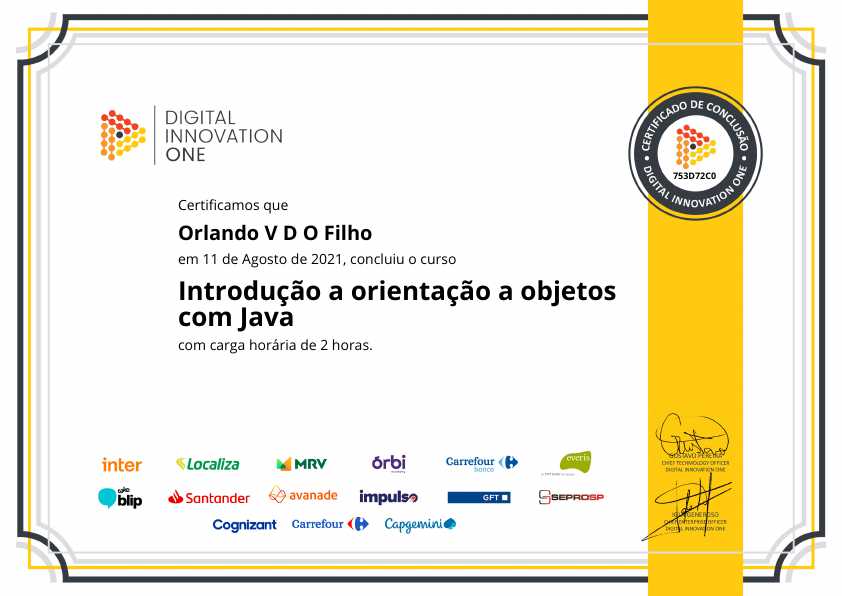 DIGITAL
INNOVATION
ONE
CERTIFICADO DE CONCLUSÃO
753D72C0
DIGITAL INNOVATION ONE
Certificamos que
Orlando V D O Filho
em 11 de Agosto de 2021, concluiu o curso
Introdução a orientação a objetos
com Java
com carga horária de 2 horas.
GUSTAVO PEREIRA
CHIEF TECHNOLOGY OFFICER
DIGITAL INNOVATION ONE
inter
Localiza
MRV
órbi
Carrefour
banco
everis
take
blip
Santander
avanade
impulso
GFT
SEPROSP
GENEROSO
CHIEF ENTERPRISE OFFICER
DIGITAL INNOVATION ONE
Cognizant
Carrefour
Capgemini